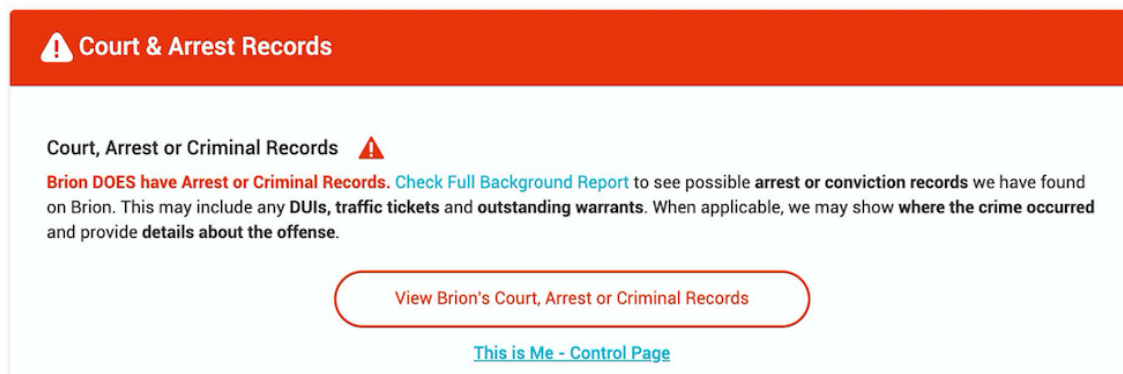 Court & Arrest Records
Court, Arrest or Criminal Records
Brion DOES have Arrest or Criminal Records. Check Full Background Report to see possible arrest or conviction records we have found
on Brion. This may include any DUIs, traffic tickets and outstanding warrants. When applicable, we may show where the crime occurred
and provide details about the offense.
View Brion's Court, Arrest or Criminal Records
This is Me - Control Page